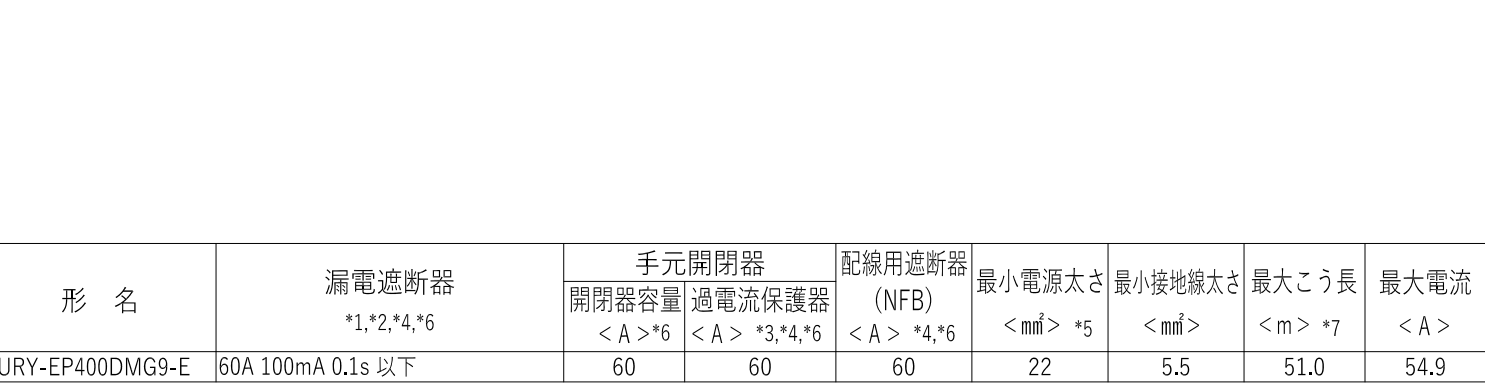 形 名
漏電遮断器
*1,*2,*4,*6
手元開閉器
開閉器容量
<A>*6
過電流保護器
<A> *3,*4,*6
配線用遮断器
(NFB)
<A> *4,*6
最小電源太さ
<㎟> *5
最小接地線太さ
<㎟>
最大こう長
<m> *7
最大電流
<A>
URY-EP400DMG9-E 60A 100mA 0.1s 以下 60 60 60 22 5.5 51.0 54.9